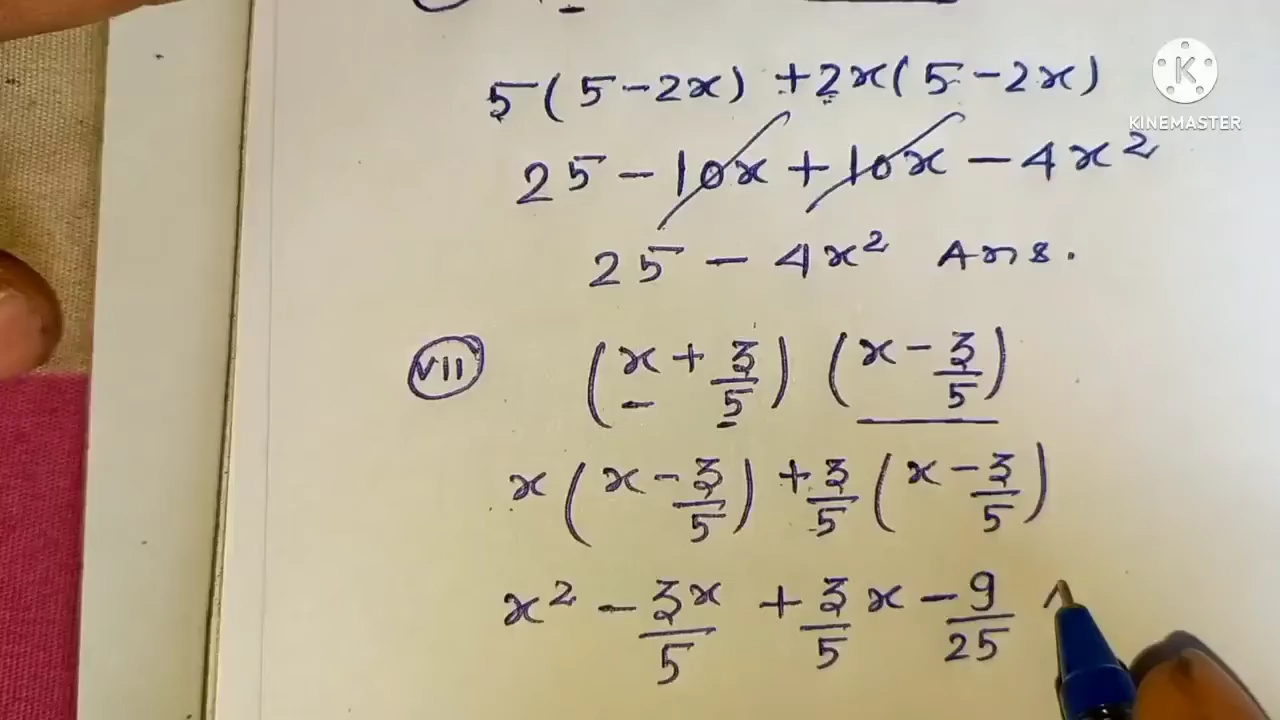 5(5-2x) +2x(5-2x)
KINEMASTER
25-10x+10x-4x²
25-4x² Ans.
VII (x+3/5) (x-3/5)
x(x-3/5) +3/5(x-3/5)
x²-3x/5 +3/5x-9/25